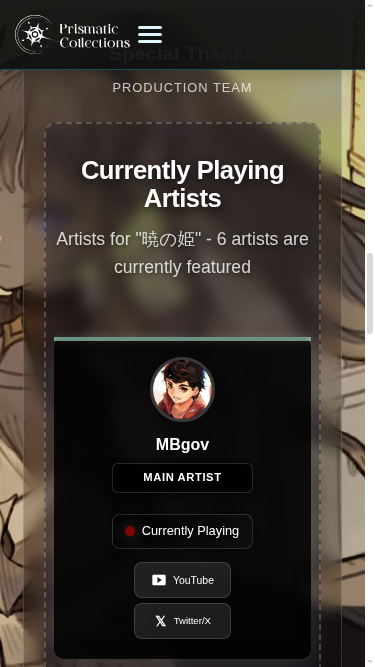 Prismatic
Collections
Special Thanks
PRODUCTION TEAM
Currently Playing
Artists
Artists for "暁の姫" - 6 artists are
currently featured
MBgov
MAIN ARTIST
Currently Playing
YouTube
Twitter/X